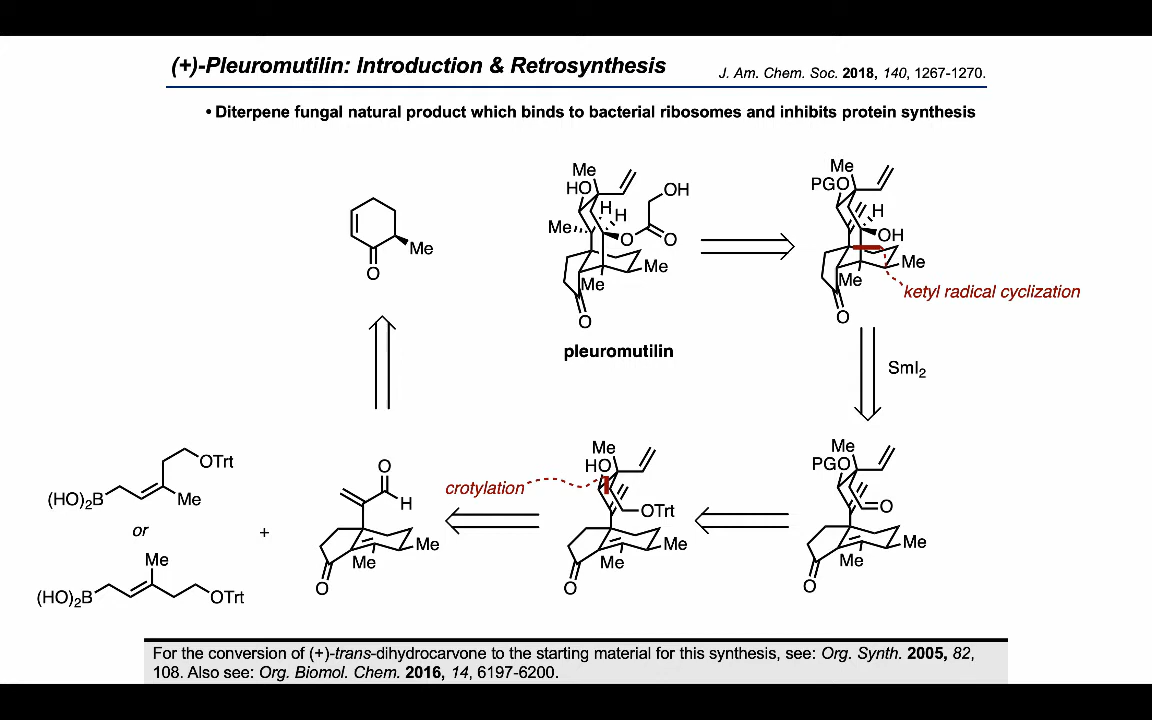 (+)-Pleuromutilin: Introduction & Retrosynthesis
J. Am. Chem. Soc. 2018, 140, 1267-1270.
• Diterpene fungal natural product which binds to bacterial ribosomes and inhibits protein synthesis
Me
O
Me
HO
OH
H
H
Me
O
O
Me
Me
O
pleuromutilin
Me
PGO
H
OH
Me
Me
O
ketyl radical cyclization
SmI2
OTrt
(HO)2B
Me
or
Me
(HO)2B
OTrt
+
O
H
Me
Me
O
crotylation
Me
HO
OTrt
Me
Me
O
Me
PGO
O
Me
Me
O
For the conversion of (+)-trans-dihydrocarvone to the starting material for this synthesis, see: Org. Synth. 2005, 82,
108. Also see: Org. Biomol. Chem. 2016, 14, 6197-6200.